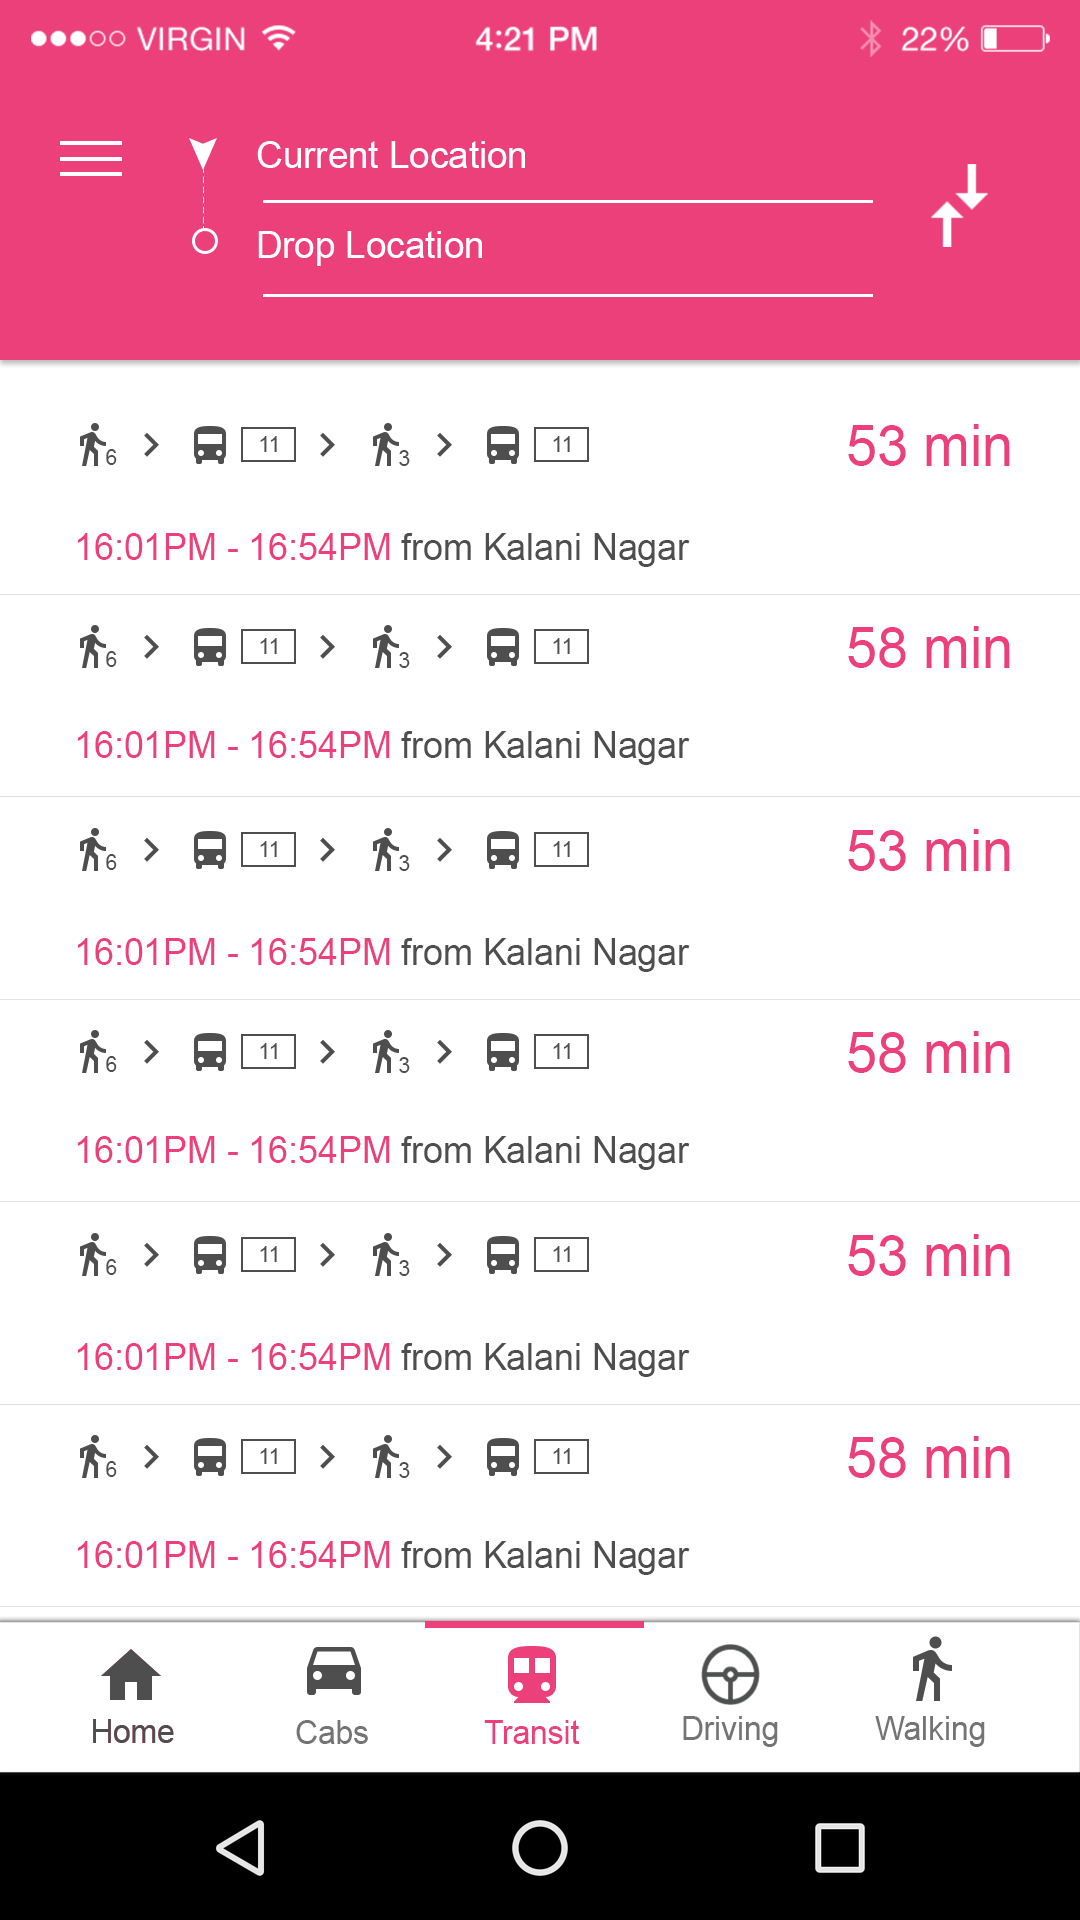 VIRGIN 4:21 PM 22%
Current Location
Drop Location
6 11 3 11 53 min
16:01PM - 16:54PM from Kalani Nagar
6 11 3 11 58 min
16:01PM - 16:54PM from Kalani Nagar
6 11 3 11 53 min
16:01PM - 16:54PM from Kalani Nagar
6 11 3 11 58 min
16:01PM - 16:54PM from Kalani Nagar
6 11 3 11 53 min
16:01PM - 16:54PM from Kalani Nagar
6 11 3 11 58 min
16:01PM - 16:54PM from Kalani Nagar
Home Cabs Transit Driving Walking